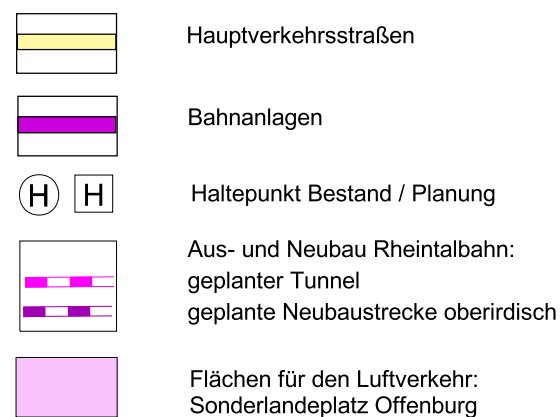 Hauptverkehrsstraßen
Bahnanlagen
H H Haltepunkt Bestand / Planung
Aus- und Neubau Rheintalbahn:
geplanter Tunnel
geplante Neubaustrecke oberirdisch
Flächen für den Luftverkehr:
Sonderlandeplatz Offenburg